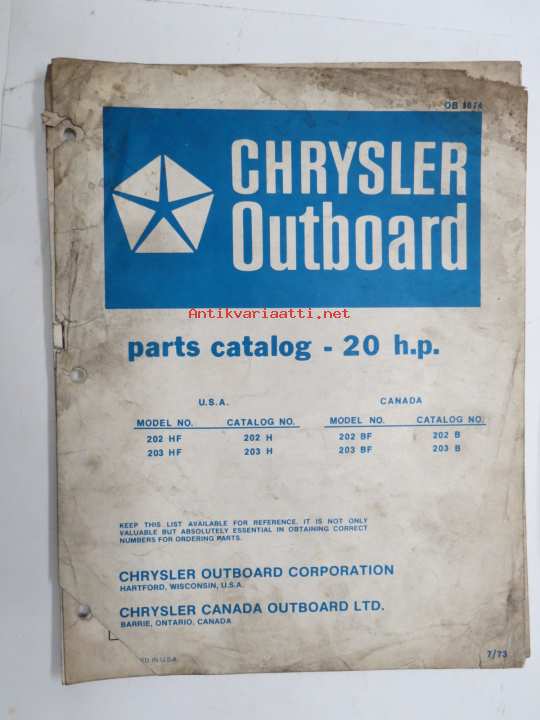 OB
CHRYSLER
Outboard
Antikvariaatti.net
parts catalog - 20 h.p.
U.S.A. CANADA
MODEL NO. CATALOG NO. MODEL NO. CATALOG NO.
202 HF 202 H 202 BF 202 B
203 HF 203 H 203 BF 203 B
KEEP THIS LIST AVAILABLE FOR REFERENCE. IT IS NOT ONLY
VALUABLE BUT ABSOLUTELY ESSENTIAL IN OBTAINING CORRECT
NUMBERS FOR ORDERING PARTS.
CHRYSLER OUTBOARD CORPORATION
HARTFORD, WISCONSIN, U.S.A.
CHRYSLER CANADA OUTBOARD LTD.
BARRIE, ONTARIO, CANADA
ED IN U.S.A.
7/73